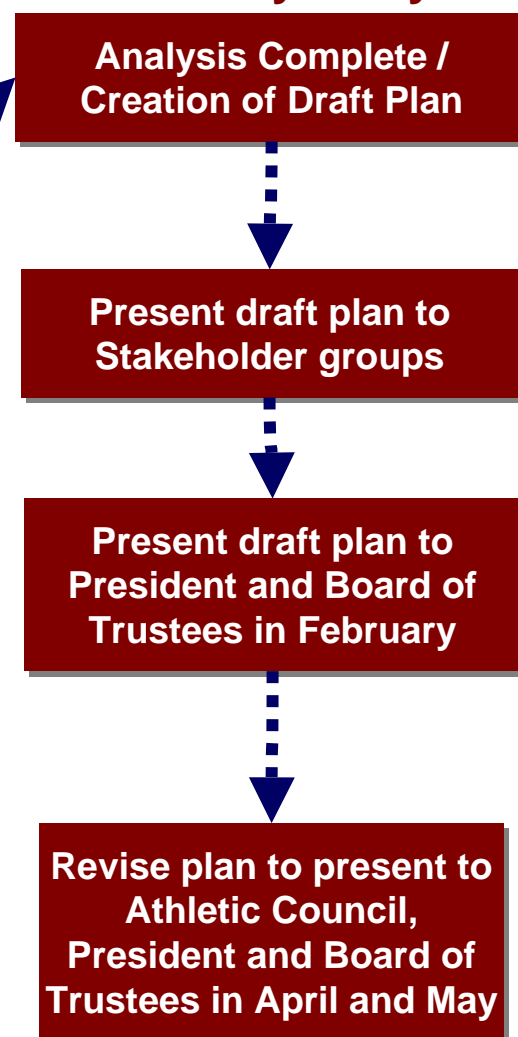 Analysis Complete /
Creation of Draft Plan
Present draft plan to
Stakeholder groups
Present draft plan to
President and Board of
Trustees in February
Revise plan to present to
Athletic Council,
President and Board of
Trustees in April and May